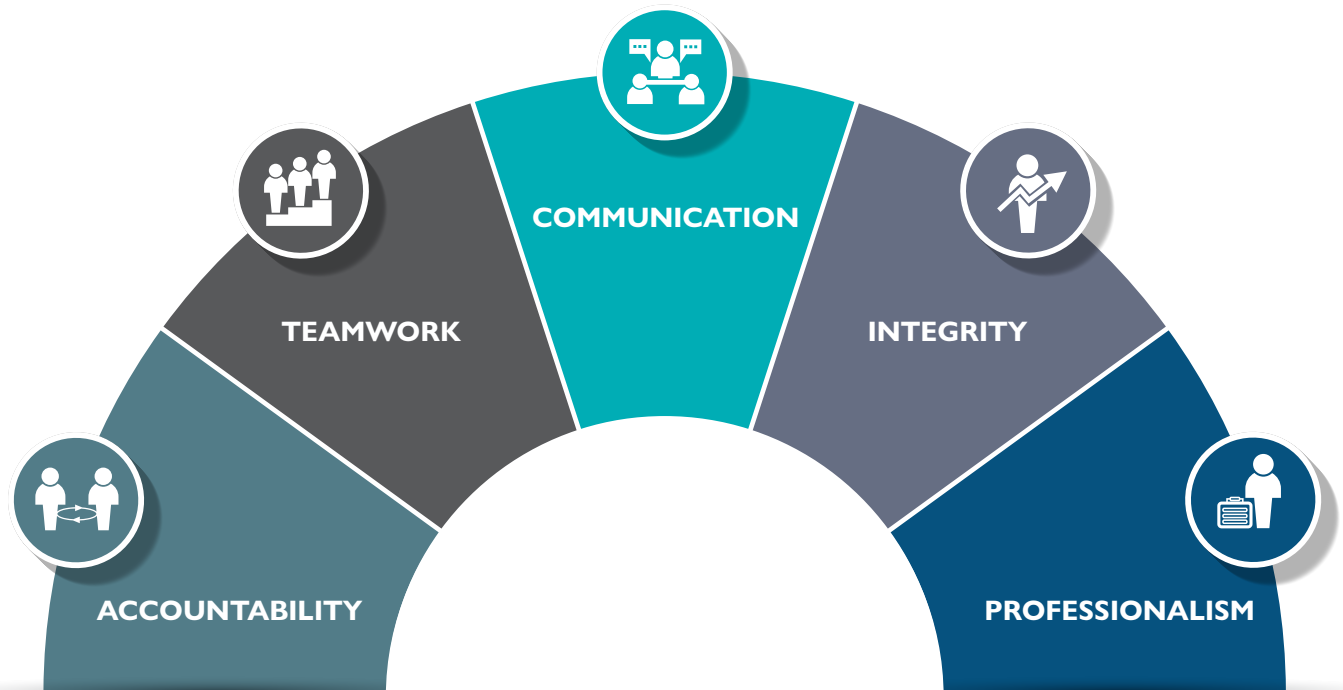 COMMUNICATION
TEAMWORK
INTEGRITY
ACCOUNTABILITY
PROFESSIONALISM